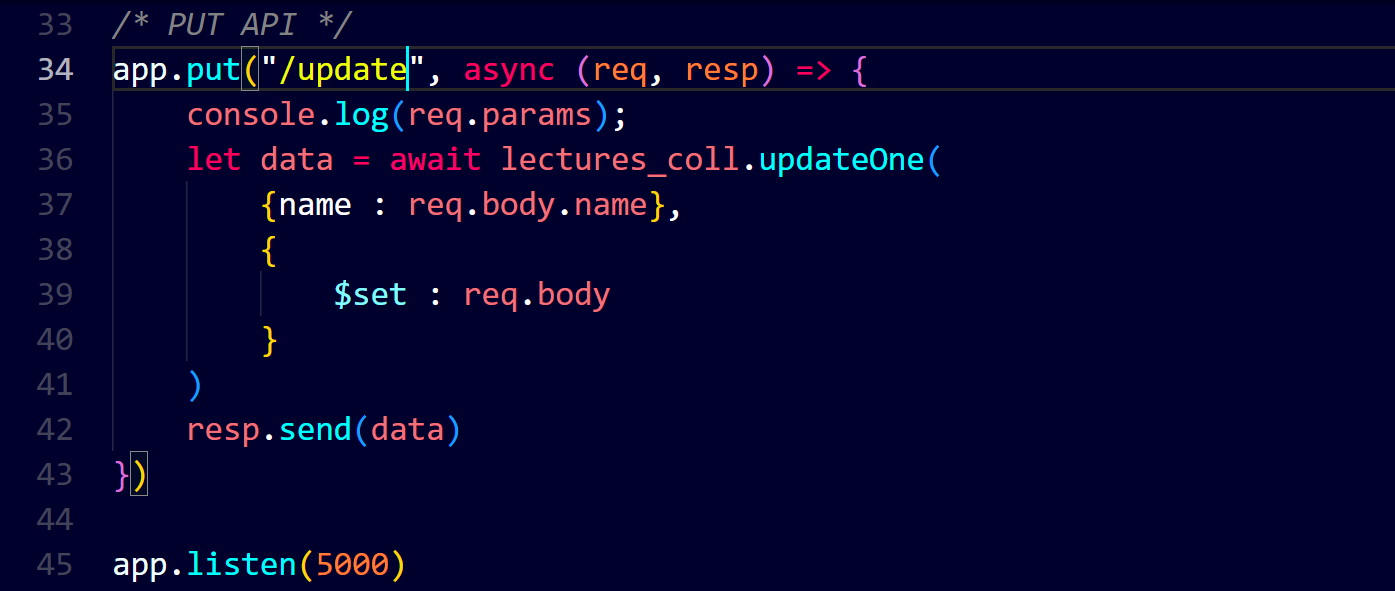 33 /* PUT API */
34 app.put("/update", async (req, resp) => {
35     console.log(req.params);
36     let data = await lectures_coll.updateOne(
37         {name : req.body.name},
38         {
39             $set : req.body
40         }
41     )
42     resp.send(data)
43 })
44
45 app.listen(5000)